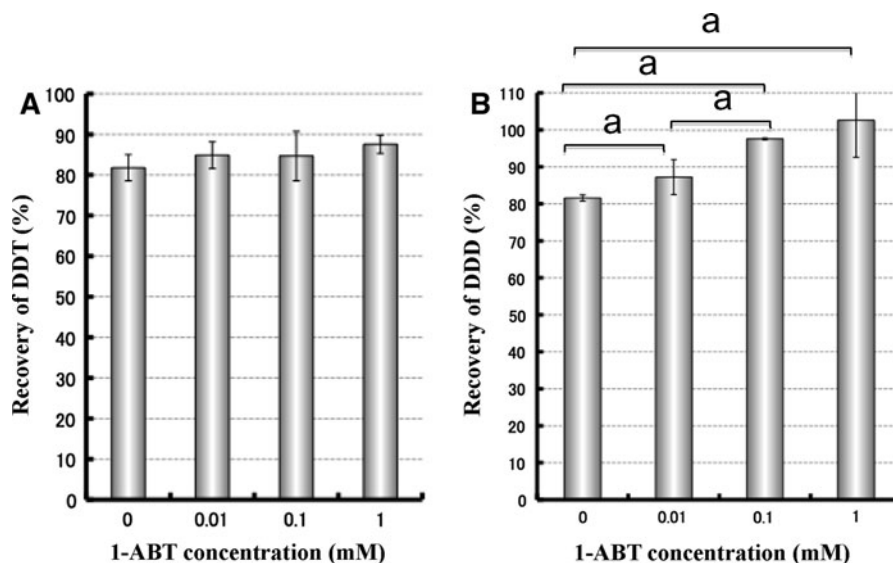 A
Recovery of DDT (%)
100
90
80
70
60
50
40
30
20
10
0
0 0.01 0.1 1
1-ABT concentration (mM)
B
a
a
a a
Recovery of DDD (%)
110
100
90
80
70
60
50
40
30
20
10
0
0 0.01 0.1 1
1-ABT concentration (mM)